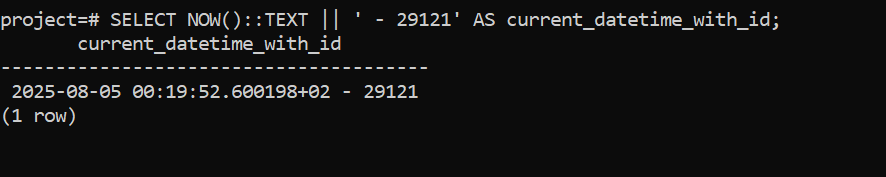 project=# SELECT NOW()::TEXT || ' - 29121' AS current_datetime_with_id;
current_datetime_with_id
----------------------------------------
2025-08-05 00:19:52.600198+02 - 29121
(1 row)